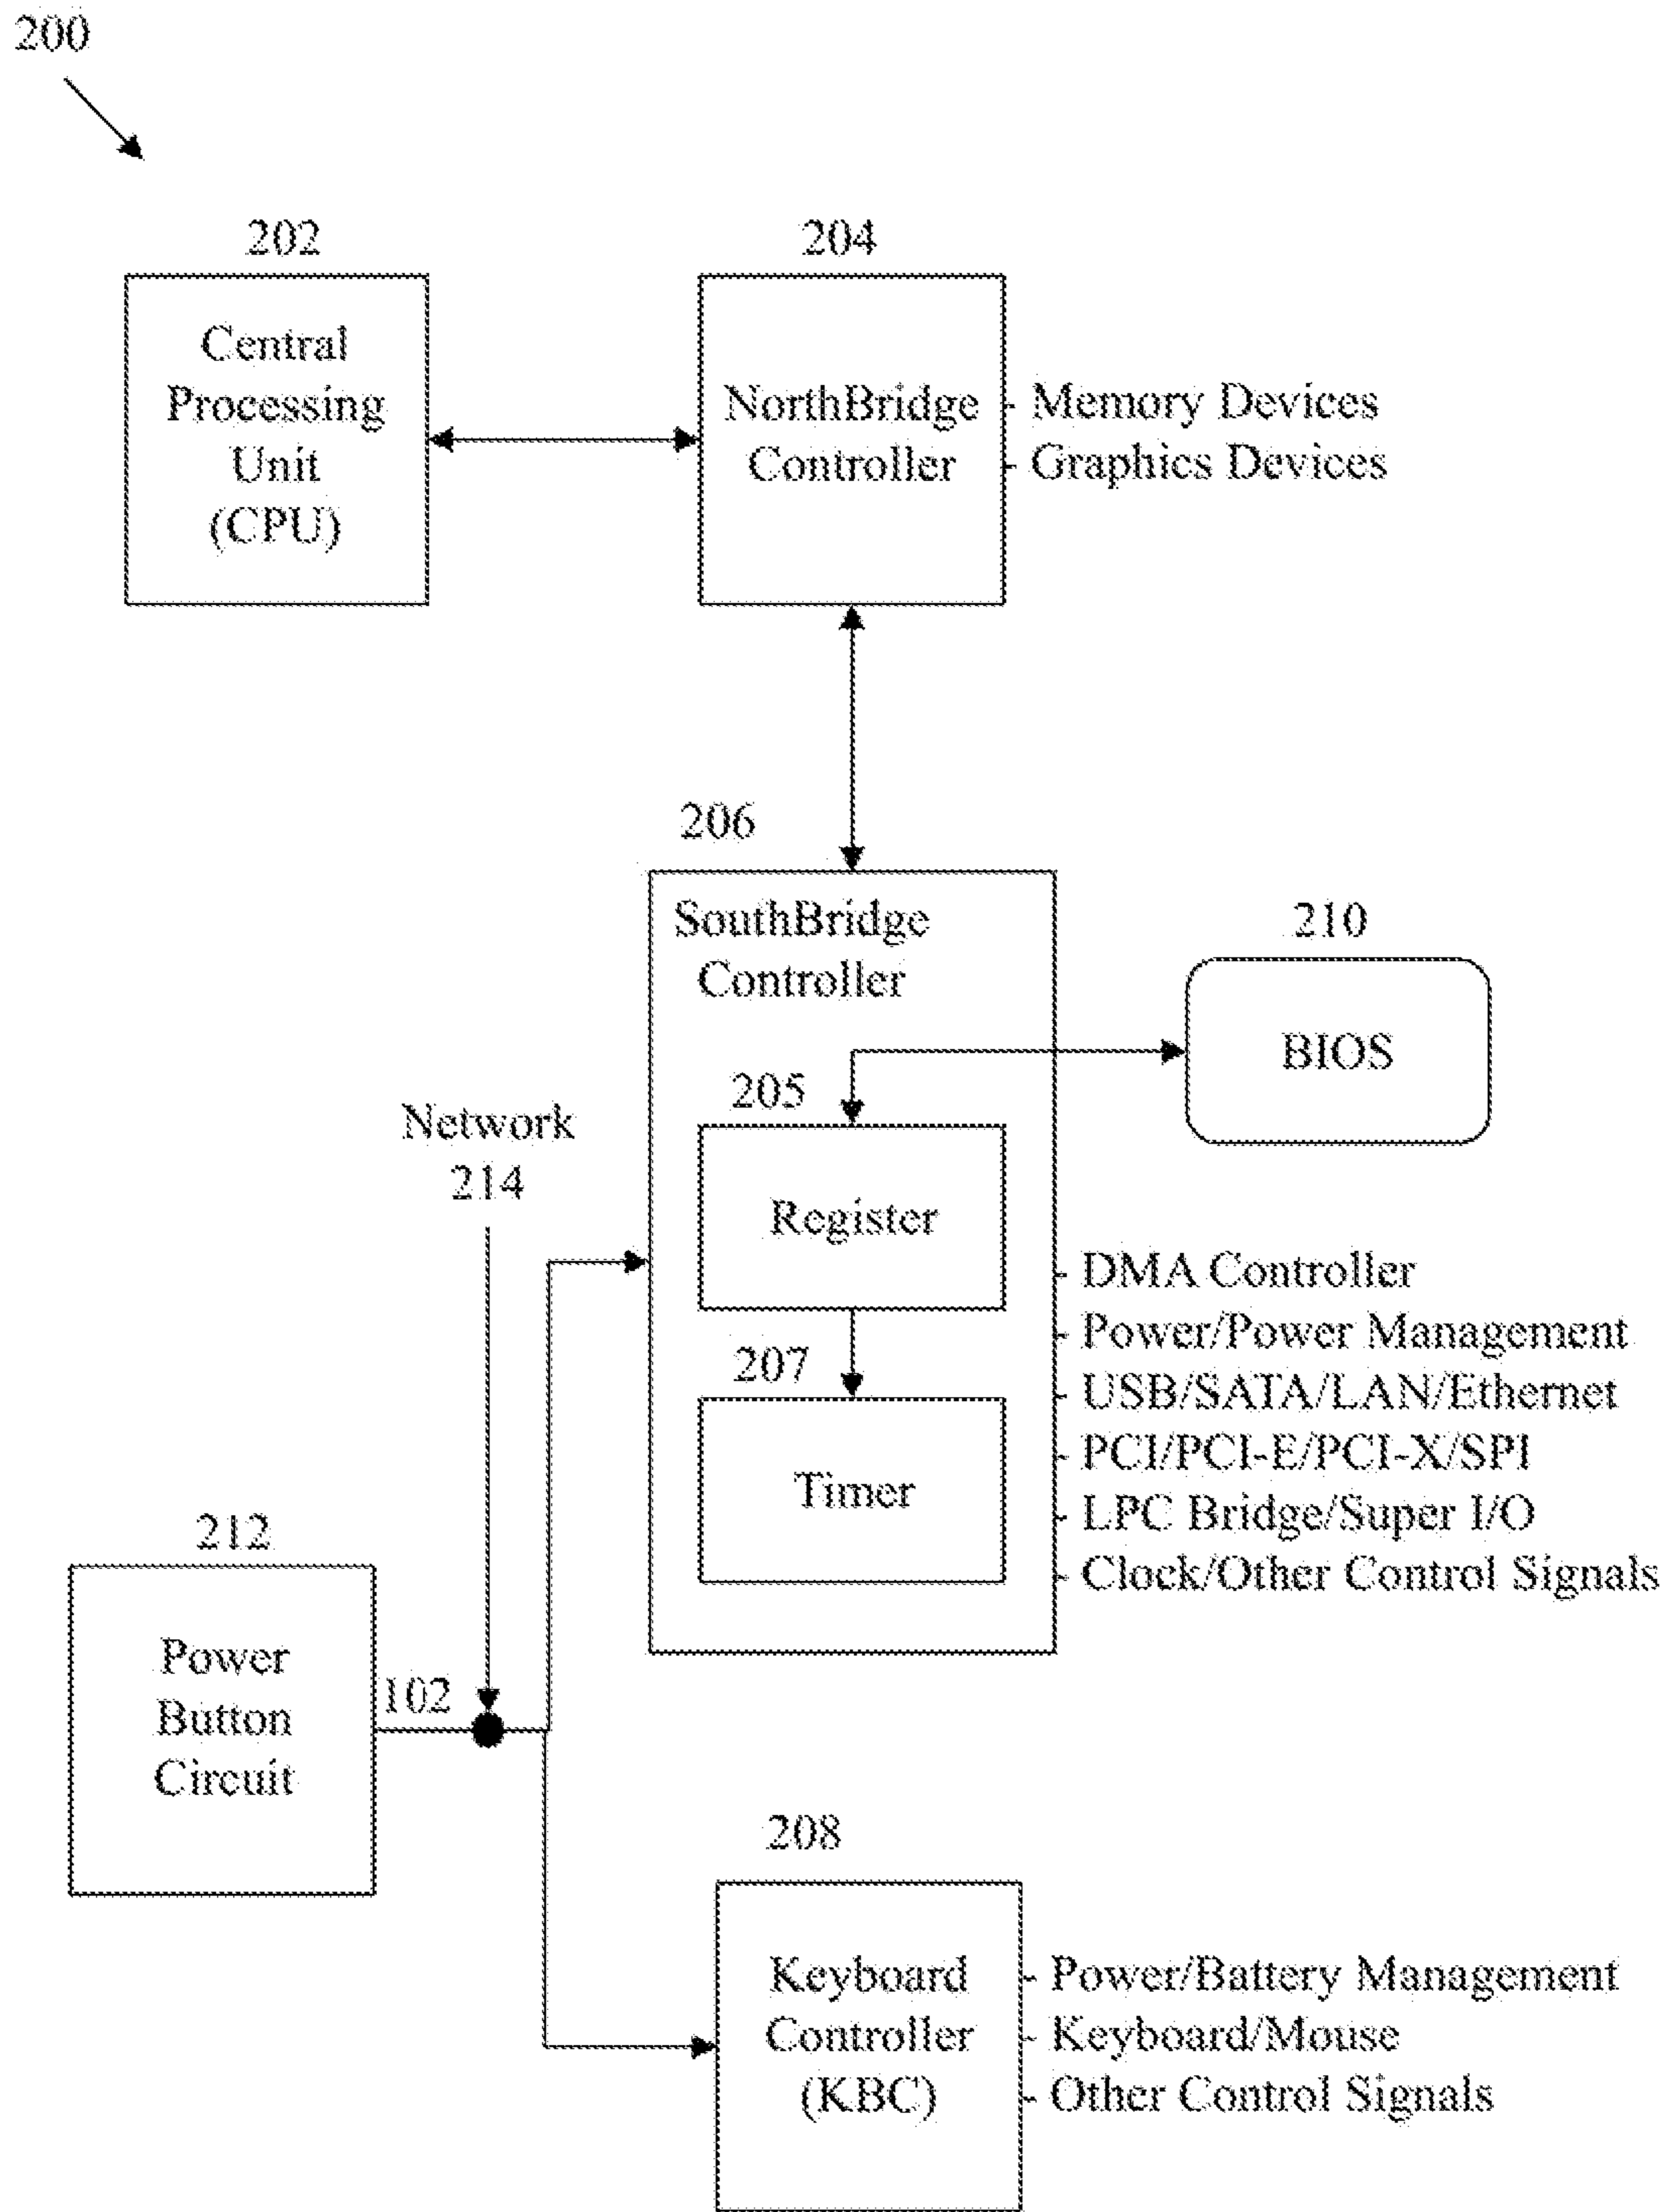 200
202
204
Central
Processing
Unit
(CPU)
NorthBridge
Controller
Memory Devices
Graphics Devices
206
SouthBridge
Controller
210
BIOS
205
Network
214
Register
207
Timer
DMA Controller
Power/Power Management
USB/SATA/LAN/Ethernet
PCI/PCI-E/PCI-X/SPI
LPC Bridge/Super I/O
Clock/Other Control Signals
212
Power
Button
Circuit
102
208
Keyboard
Controller
(KBC)
Power/Battery Management
Keyboard/Mouse
Other Control Signals